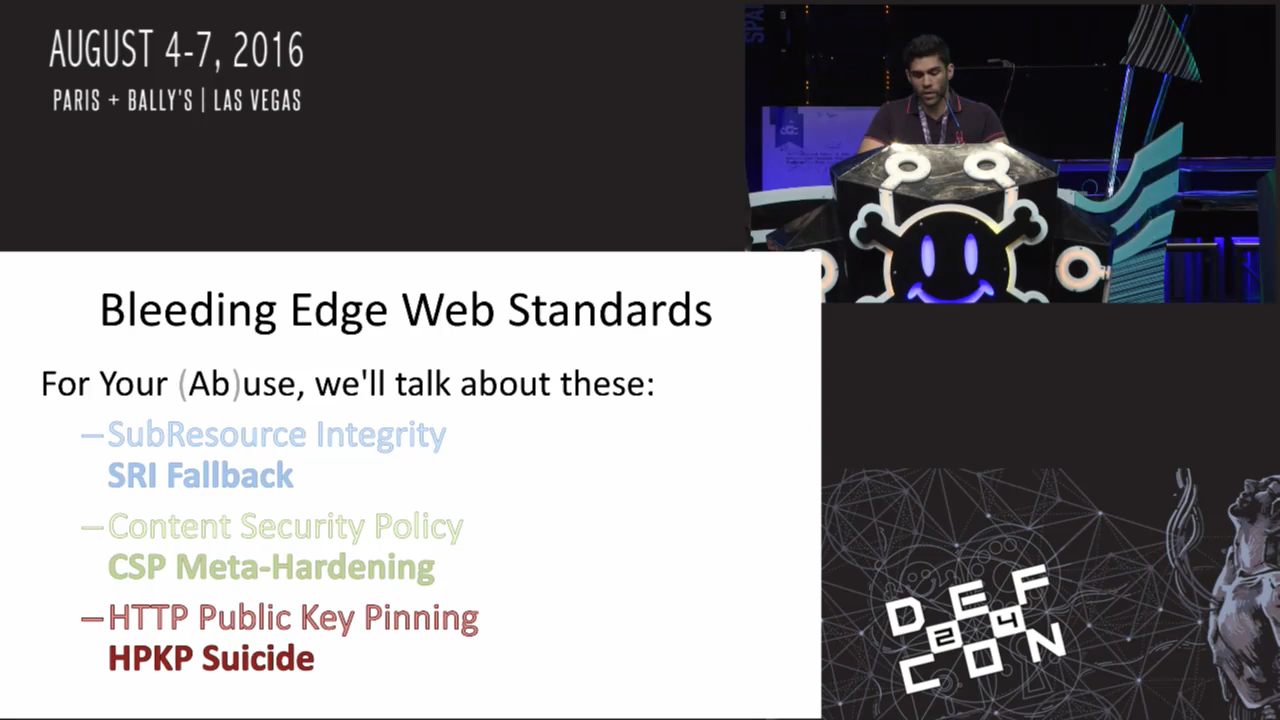 AUGUST 4-7, 2016
PARIS + BALLY'S | LAS VEGAS
SPA
Bleeding Edge Web Standards
For Your (Ab)use, we'll talk about these:
–SubResource Integrity
SRI Fallback
–Content Security Policy
CSP Meta-Hardening
–HTTP Public Key Pinning
HPKP Suicide
DEF
24
CON